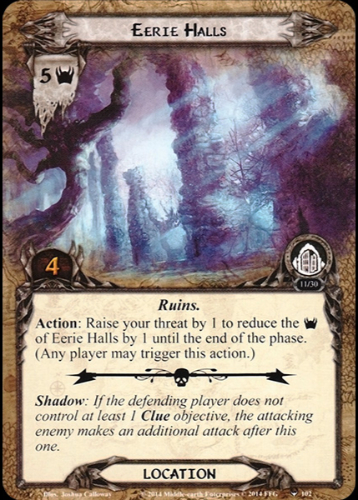 Eerie Halls
5
4
11/30
Ruins.
Action: Raise your threat by 1 to reduce the
of Eerie Halls by 1 until the end of the phase.
(Any player may trigger this action.)
Shadow: If the defending player does not
control at least 1 Clue objective, the attacking
enemy makes an additional attack after this
one.
LOCATION
Illus. Joshua Calloway
2014 Middle-earth Enterprises © 2014 FFG
102